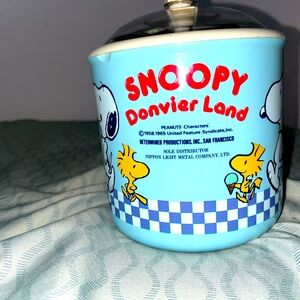 SNOOPY
Donvier Land
PEANUTS Characters
©1958,1965 United Feature Syndicate,Inc.
DETERMINED PRODUCTIONS, INC., SAN FRANCISCO
SOLE DISTRIBUTOR
NIPPON LIGHT METAL COMPANY, LTD.